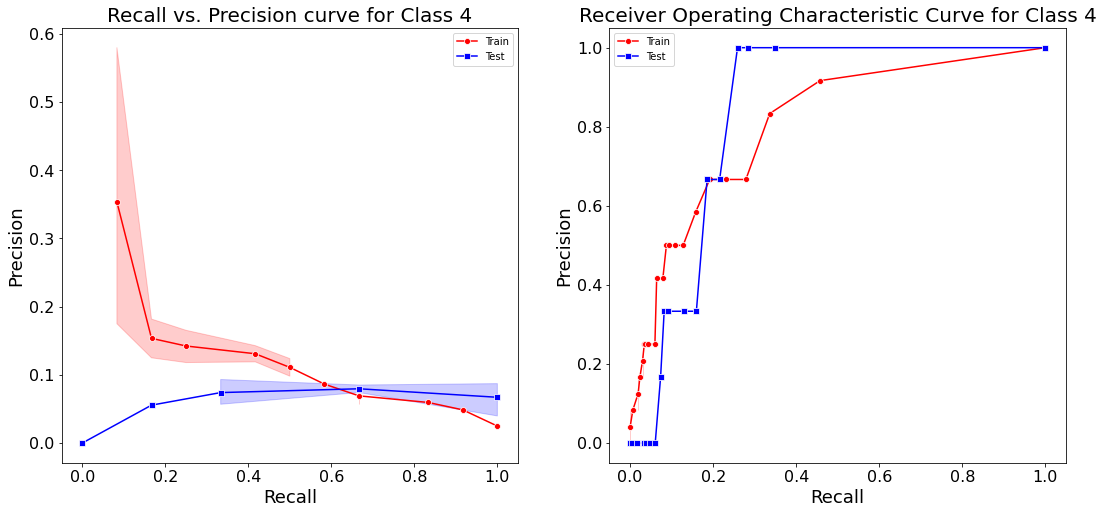 Recall vs. Precision curve for Class 4
Precision
0.6
0.5
0.4
0.3
0.2
0.1
0.0
Train
Test
0.0 0.2 0.4 0.6 0.8 1.0
Recall
Receiver Operating Characteristic Curve for Class 4
Precision
1.0
0.8
0.6
0.4
0.2
0.0
Train
Test
0.0 0.2 0.4 0.6 0.8 1.0
Recall